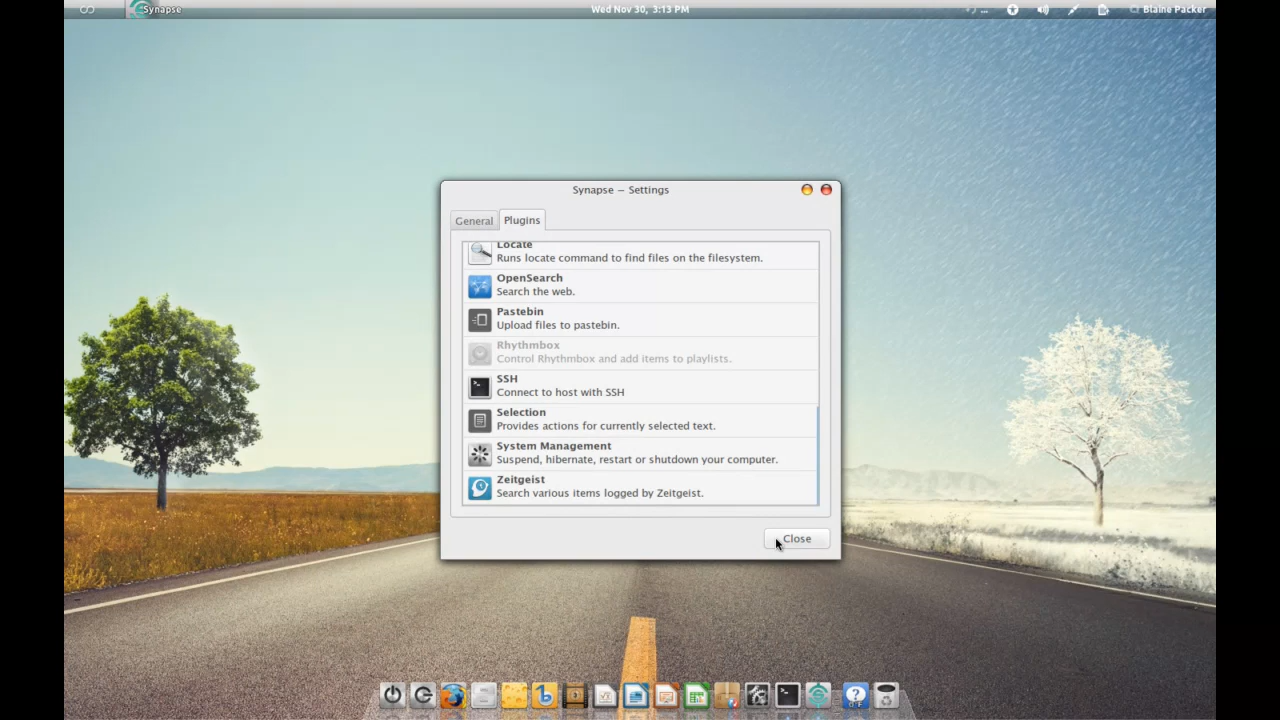 Synapse
Wed Nov 30, 3:13 PM
Blaine Packer
Synapse – Settings
General
Plugins
Locate
Runs locate command to find files on the filesystem.
OpenSearch
Search the web.
Pastebin
Upload files to pastebin.
Rhythmbox
Control Rhythmbox and add items to playlists.
SSH
Connect to host with SSH
Selection
Provides actions for currently selected text.
System Management
Suspend, hibernate, restart or shutdown your computer.
Zeitgeist
Search various items logged by Zeitgeist.
Close